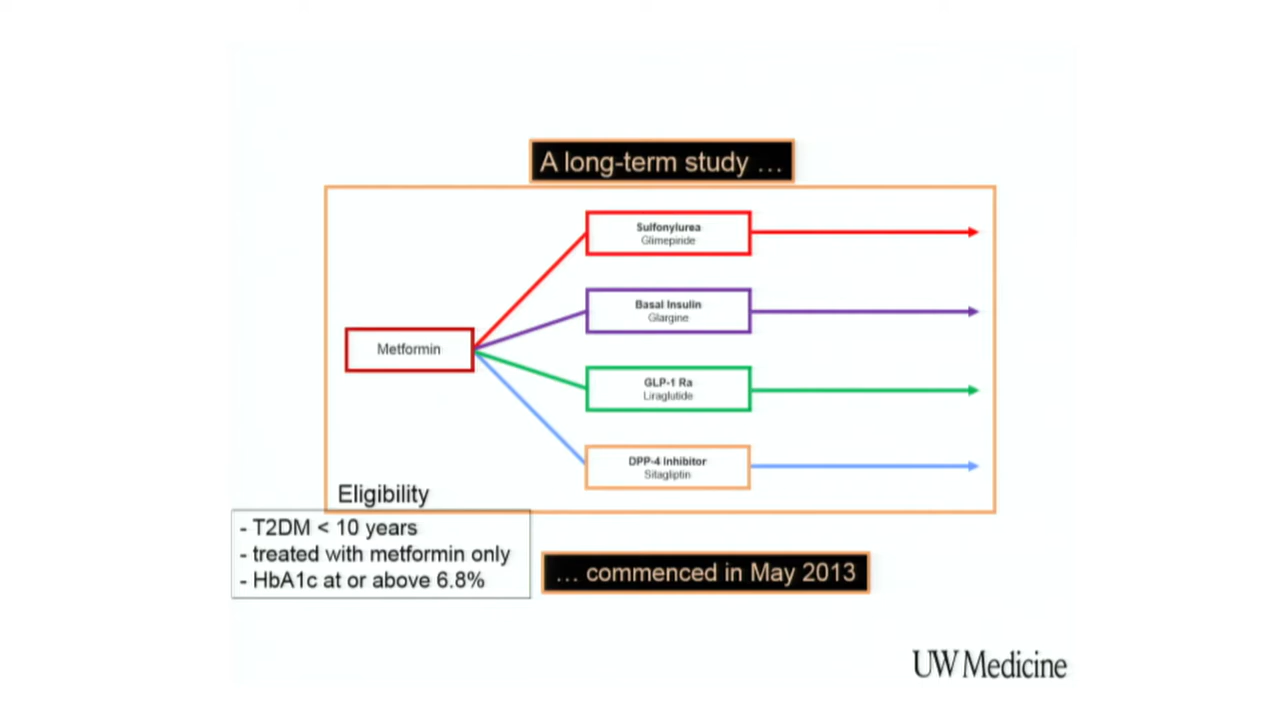 A long-term study …
Sulfonylurea
Glimepiride
Basal Insulin
Glargine
Metformin
GLP-1 Ra
Liraglutide
DPP-4 Inhibitor
Sitagliptin
Eligibility
- T2DM < 10 years
- treated with metformin only
- HbA1c at or above 6.8%
… commenced in May 2013
UW Medicine